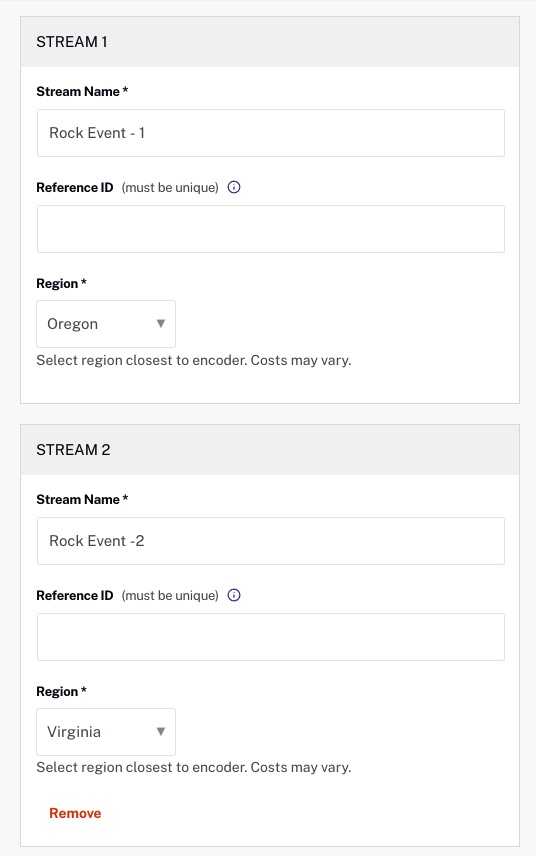 STREAM 1
Stream Name *
Rock Event - 1
Reference ID (must be unique)
Region *
Oregon
Select region closest to encoder. Costs may vary.
STREAM 2
Stream Name *
Rock Event -2
Reference ID (must be unique)
Region *
Virginia
Select region closest to encoder. Costs may vary.
Remove